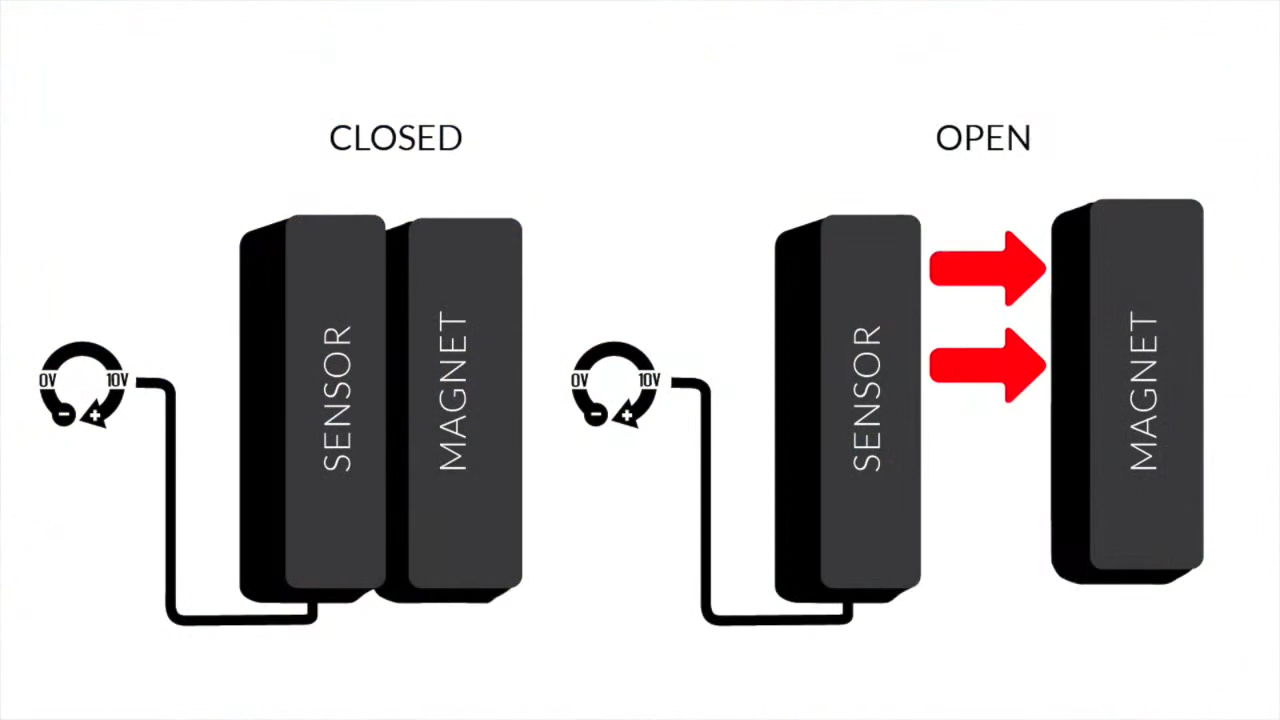 CLOSED
OPEN
SENSOR
MAGNET
SENSOR
MAGNET
0V
10V
-
+
0V
10V
-
+